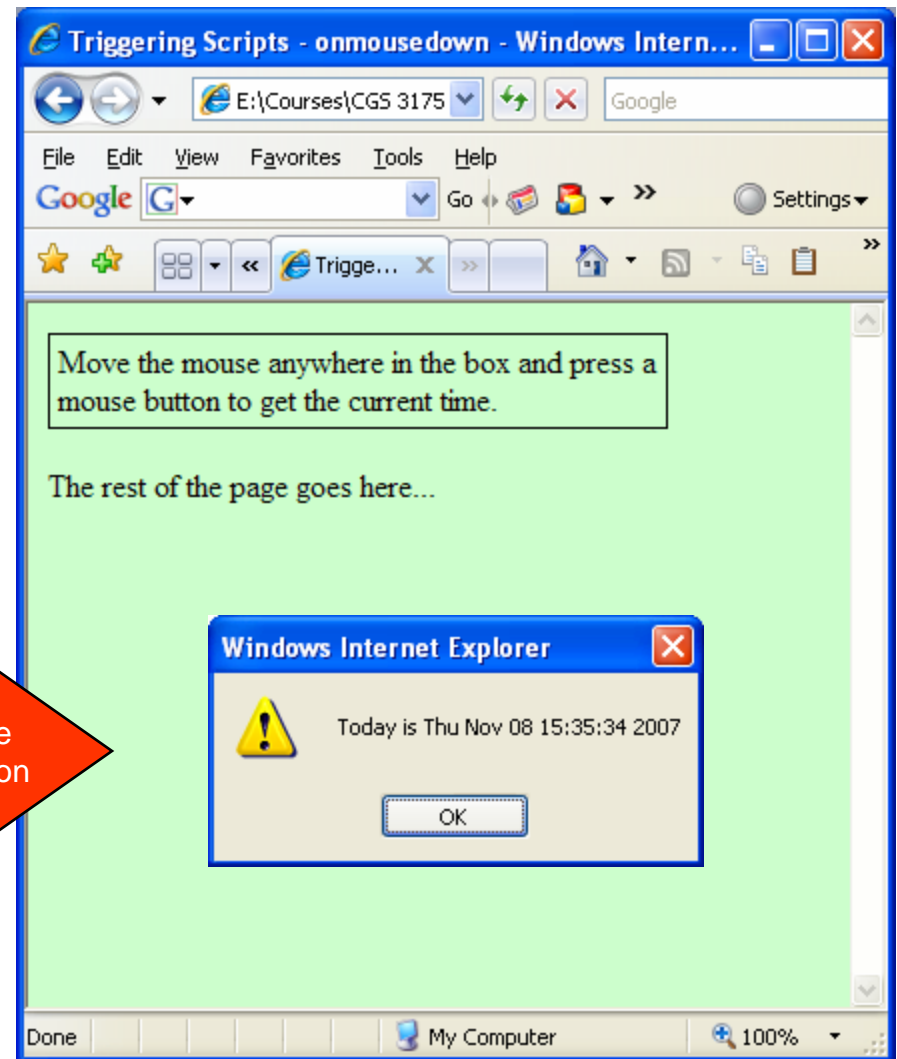 Triggering Scripts - onmousedown - Windows Intern...
E:\Courses\CGS 3175
Google
File Edit View Favorites Tools Help
Google G Go » Settings
« Trigge... X » »
Move the mouse anywhere in the box and press a
mouse button to get the current time.
The rest of the page goes here...
Windows Internet Explorer
Today is Thu Nov 08 15:35:34 2007
OK
e
on
Done My Computer 100%